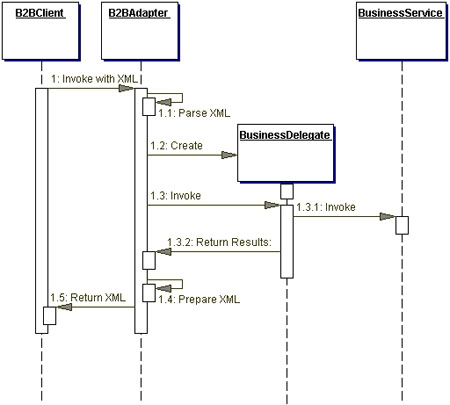 B2BClient
B2BAdapter
BusinessService
1: Invoke with XML
1.1: Parse XML
1.2: Create
BusinessDelegate
1.3: Invoke
1.3.1: Invoke
1.3.2: Return Results:
1.4: Prepare XML
1.5: Return XML